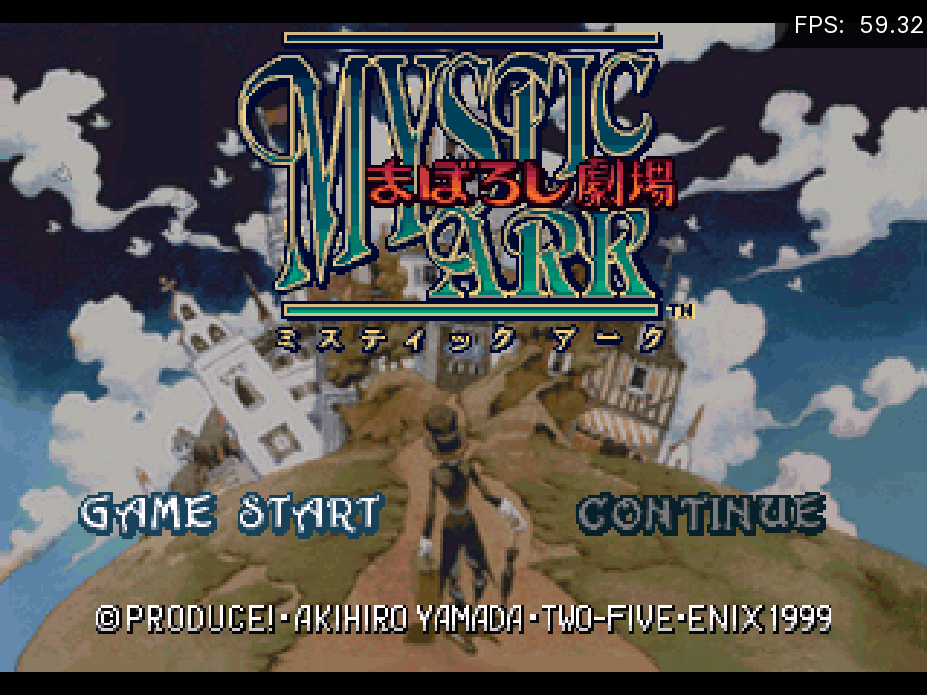 FPS: 59.32
MYSTIC
まぼろし劇場
ARK
TM
ミスティック アーク
GAME START
CONTINUE
©PRODUCE!・AKIHIRO YAMADA・TWO-FIVE・ENIX 1999